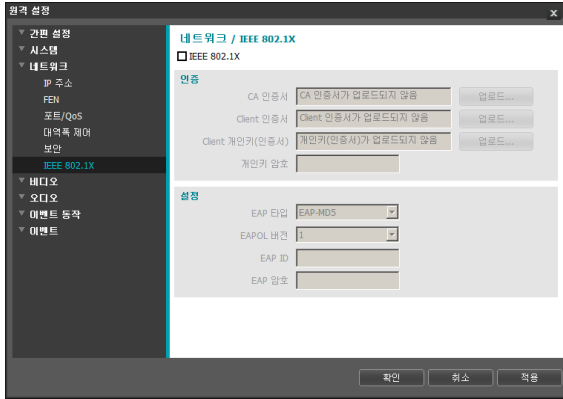 원격 설정
x
간편 설정
시스템
네트워크
IP 주소
FEN
포트/QoS
대역폭 제어
보안
IEEE 802.1X
비디오
오디오
이벤트 동작
이벤트
네트워크 / IEEE 802.1X
IEEE 802.1X
인증
CA 인증서 CA 인증서가 업로드되지 않음 업로드...
Client 인증서 Client 인증서가 업로드되지 않음 업로드...
Client 개인키(인증서) 개인키(인증서)가 업로드되지 않음 업로드...
개인키 암호
설정
EAP 타입 EAP-MD5
EAPOL 버전 1
EAP ID
EAP 암호
확인 취소 적용